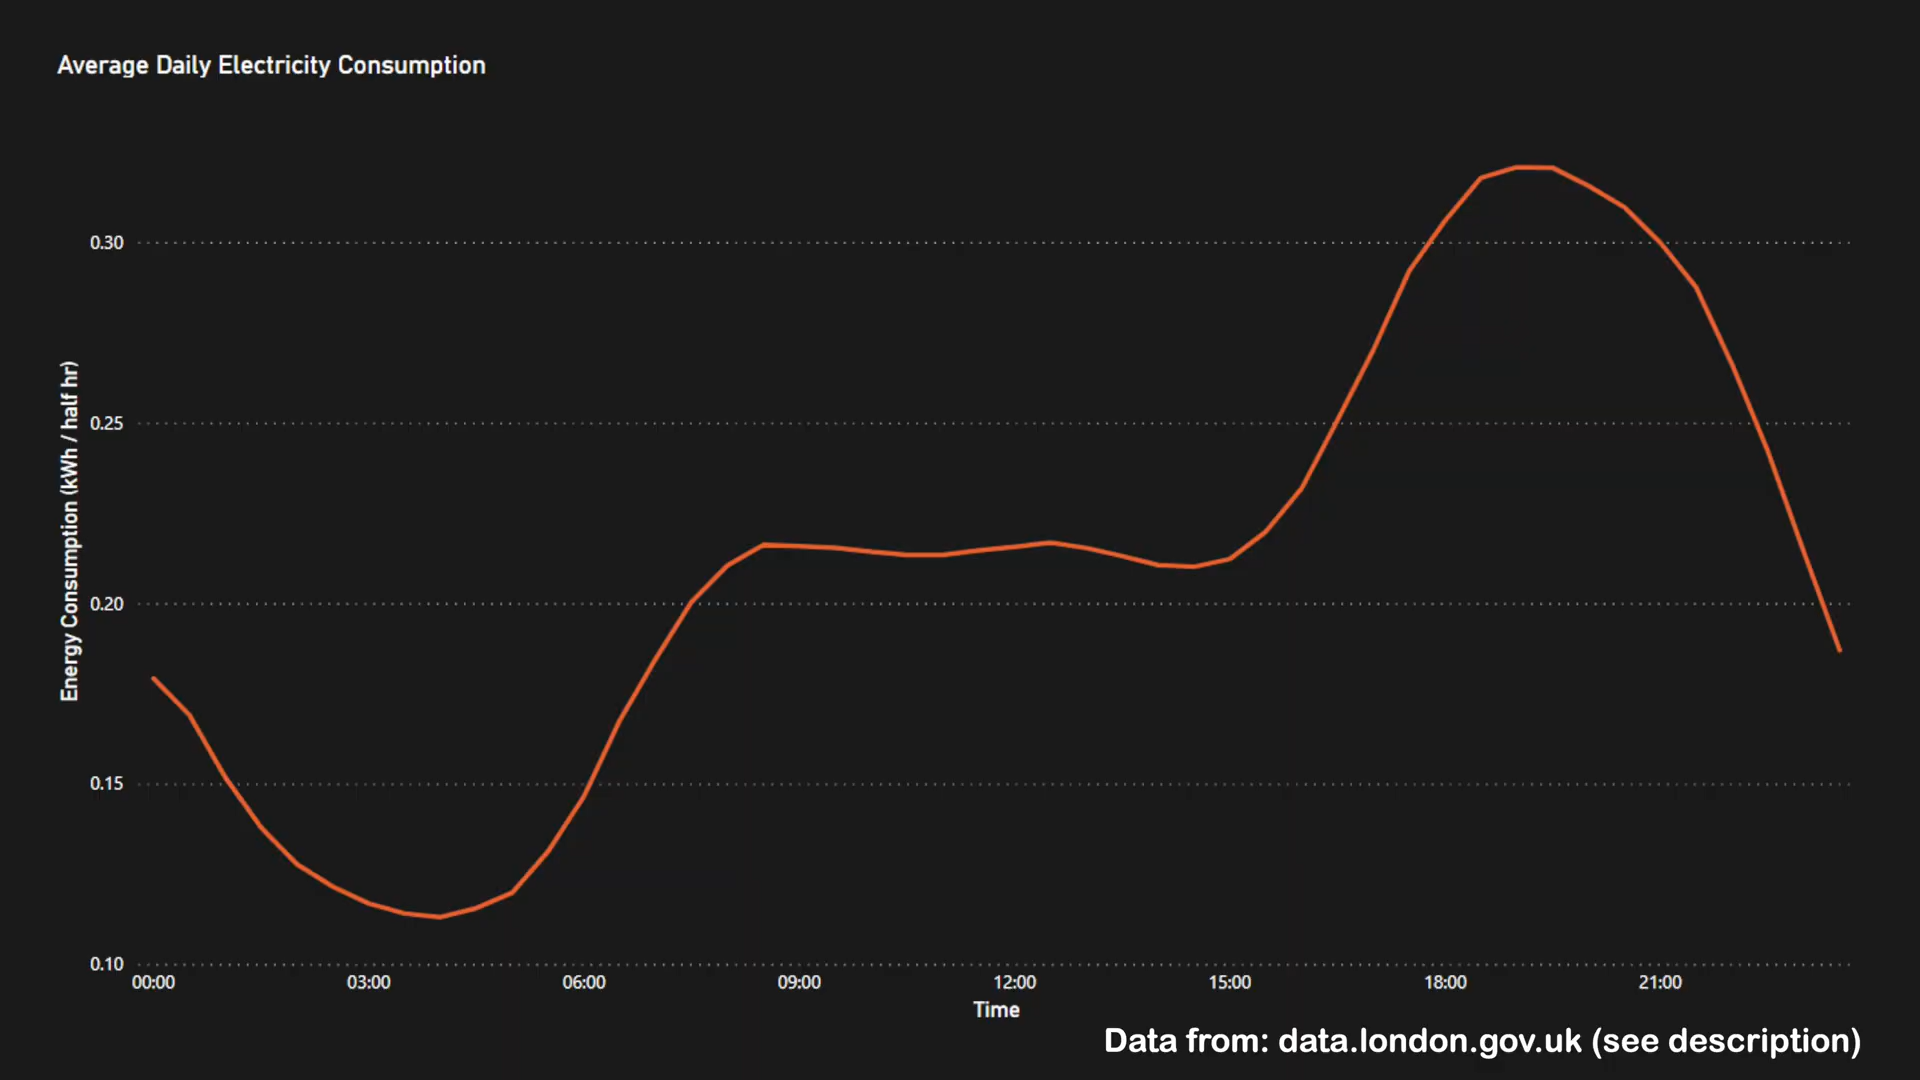 Average Daily Electricity Consumption
Energy Consumption (kWh / half hr)
0.30
0.25
0.20
0.15
0.10
00:00 03:00 06:00 09:00 12:00 15:00 18:00 21:00
Time
Data from: data.london.gov.uk (see description)